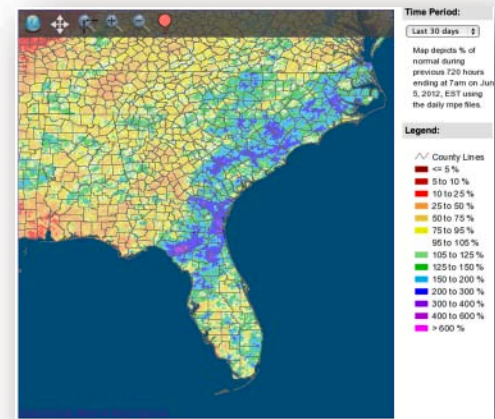 Time Period:
Last 30 days
Map depicts % of
normal during
previous 720 hours
ending at 7am on Jun
5, 2012, EST using
the daily mpe files.
Legend:
County Lines
<= 5 %
5 to 10 %
10 to 25 %
25 to 50 %
50 to 75 %
75 to 95 %
95 to 105 %
105 to 125 %
125 to 150 %
150 to 200 %
200 to 300 %
300 to 400 %
400 to 600 %
> 600 %